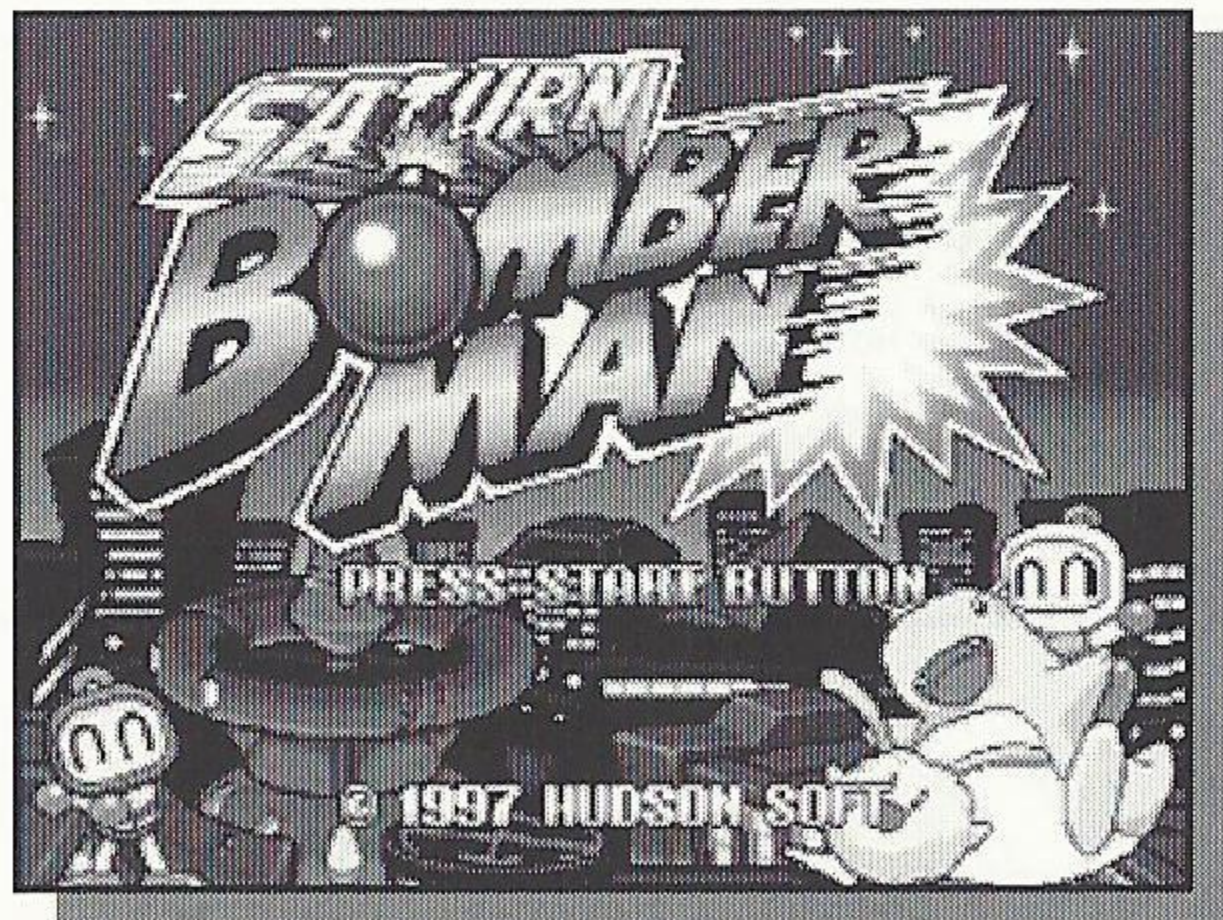 SATURN
BOMBER
MAN
PRESS START BUTTON
© 1997 HUDSON SOFT